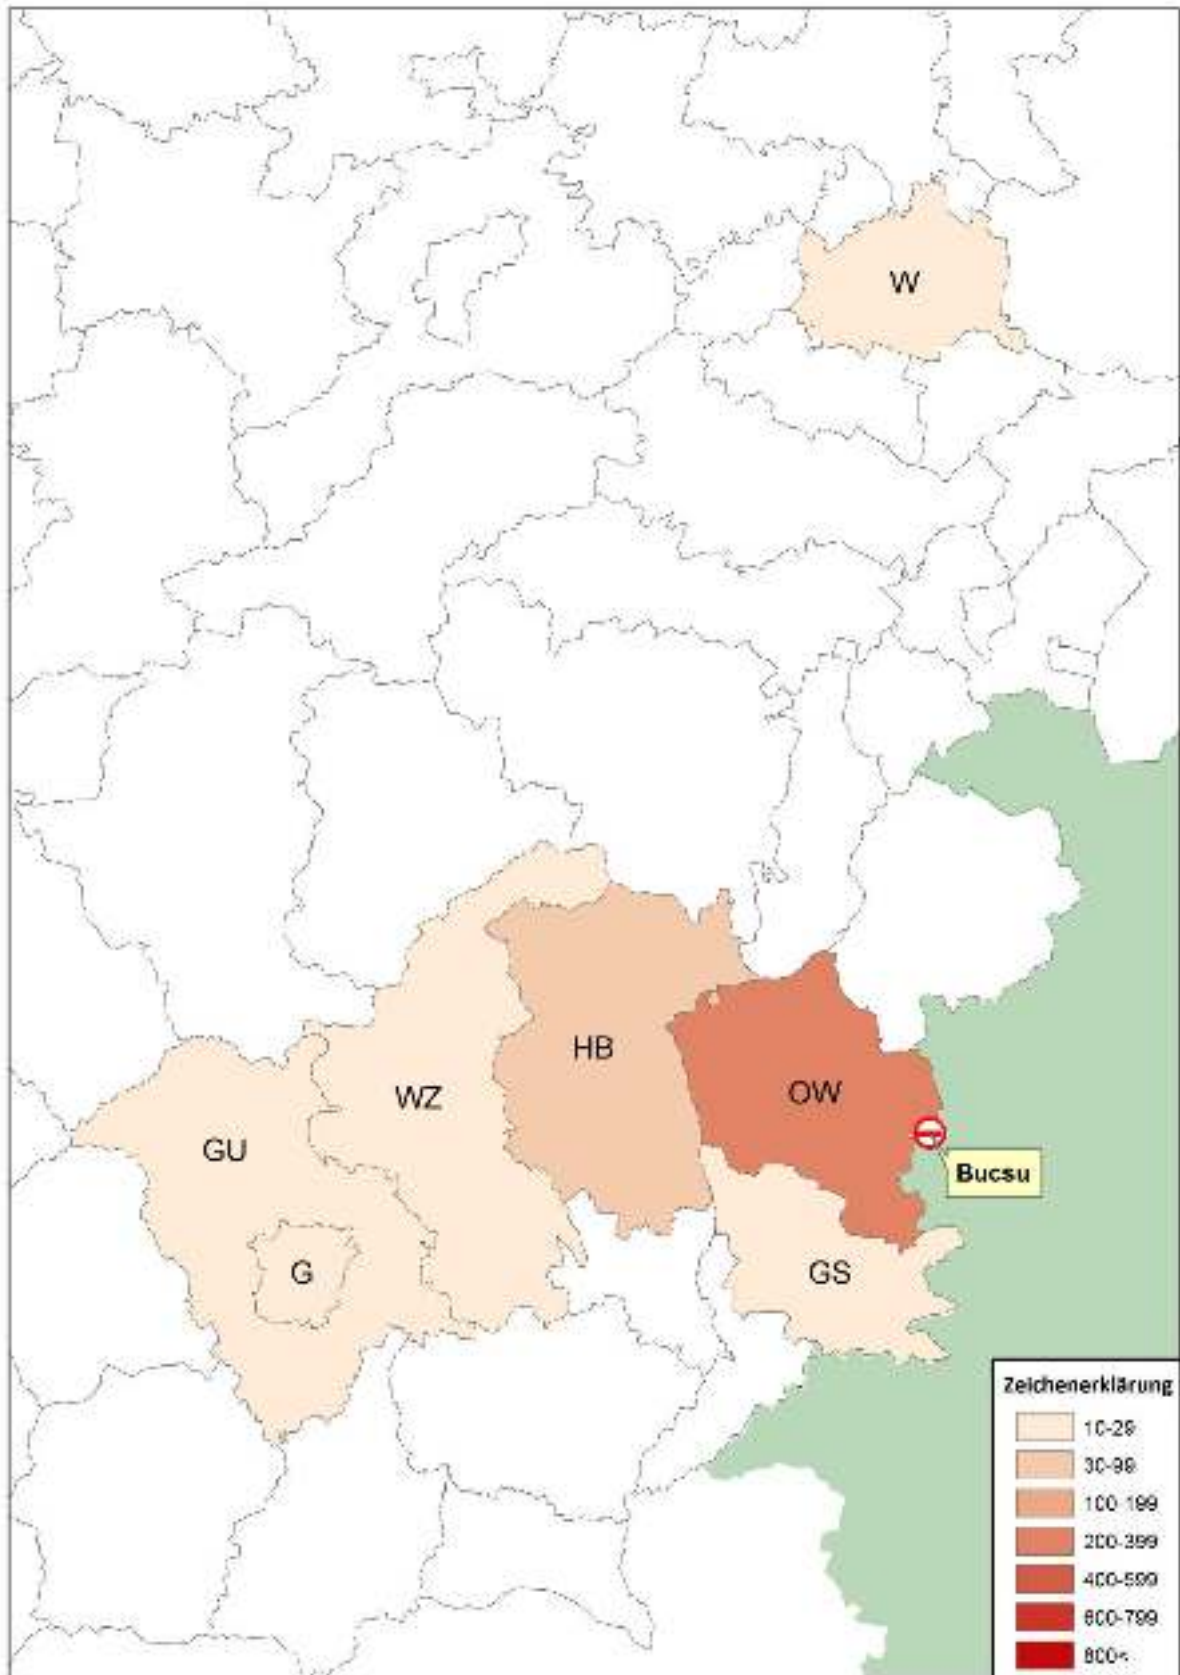 W
HB
OW
WZ
GU
Bucsu
G
GS
Zeichenerklärung
10-29
30-99
100-199
200-399
400-599
600-799
800<